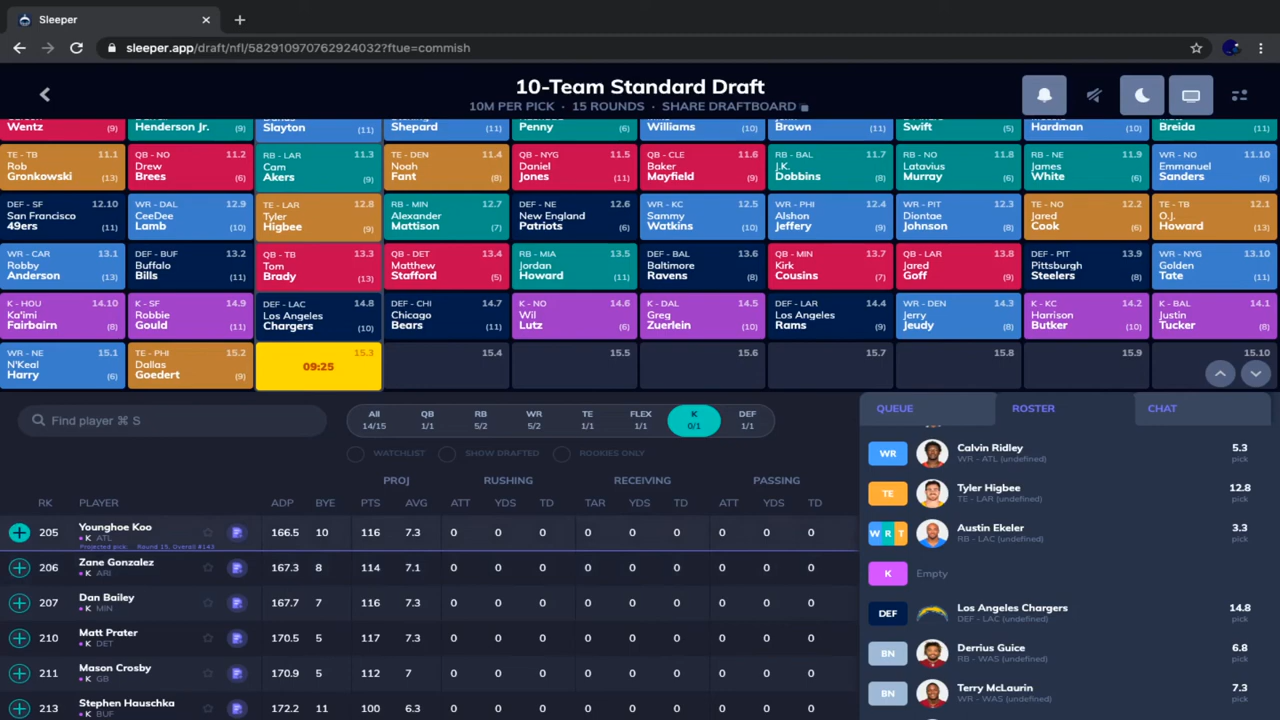 Sleeper
sleeper.app/draft/nfl/582910970762924032?ftue=commish
10-Team Standard Draft
10M PER PICK · 15 ROUNDS · SHARE DRAFTBOARD
Wentz (9)
Henderson Jr. (9)
Slayton (11)
Shepard (11)
Penny (6)
Williams (10)
Brown (11)
Swift (5)
Hardman (10)
Breida (11)
TE - TB 11.1
Rob
Gronkowski (13)
QB - NO 11.2
Drew
Brees (6)
RB - LAR 11.3
Cam
Akers (9)
TE - DEN 11.4
Noah
Fant (8)
QB - NYG 11.5
Daniel
Jones (11)
QB - CLE 11.6
Baker
Mayfield (9)
RB - BAL 11.7
J.K.
Dobbins (8)
RB - NO 11.8
Latavius
Murray (6)
RB - NE 11.9
James
White (6)
WR - NO 11.10
Emmanuel
Sanders (6)
DEF - SF 12.10
San Francisco
49ers (11)
WR - DAL 12.9
CeeDee
Lamb (10)
TE - LAR 12.8
Tyler
Higbee (9)
RB - MIN 12.7
Alexander
Mattison (7)
DEF - NE 12.6
New England
Patriots (6)
WR - KC 12.5
Sammy
Watkins (10)
WR - PHI 12.4
Alshon
Jeffery (9)
WR - PIT 12.3
Diontae
Johnson (8)
TE - NO 12.2
Jared
Cook (6)
TE - TB 12.1
O.J.
Howard (13)
WR - CAR 13.1
Robby
Anderson (13)
DEF - BUF 13.2
Buffalo
Bills (11)
QB - TB 13.3
Tom
Brady (13)
QB - DET 13.4
Matthew
Stafford (5)
RB - MIA 13.5
Jordan
Howard (11)
DEF - BAL 13.6
Baltimore
Ravens (8)
QB - MIN 13.7
Kirk
Cousins (7)
QB - LAR 13.8
Jared
Goff (9)
DEF - PIT 13.9
Pittsburgh
Steelers (8)
WR - NYG 13.10
Golden
Tate (11)
K - HOU 14.10
Ka'imi
Fairbairn (8)
K - SF 14.9
Robbie
Gould (11)
DEF - LAC 14.8
Los Angeles
Chargers (10)
DEF - CHI 14.7
Chicago
Bears (11)
K - NO 14.6
Wil
Lutz (6)
K - DAL 14.5
Greg
Zuerlein (10)
DEF - LAR 14.4
Los Angeles
Rams (9)
WR - DEN 14.3
Jerry
Jeudy (8)
K - KC 14.2
Harrison
Butker (10)
K - BAL 14.1
Justin
Tucker (8)
WR - NE 15.1
N'Keal
Harry (6)
TE - PHI 15.2
Dallas
Goedert (9)
15.3
09:25
15.4
15.5
15.6
15.7
15.8
15.9
15.10
Find player ⌘ S
All QB RB WR TE FLEX K DEF
14/15 1/1 5/2 5/2 1/1 1/1 0/1 1/1
WATCHLIST SHOW DRAFTED ROOKIES ONLY
PROJ RUSHING RECEIVING PASSING
RK PLAYER ADP BYE PTS AVG ATT YDS TD TAR YDS TD ATT YDS TD
205 Younghoe Koo 166.5 10 116 7.3 0 0 0 0 0 0 0 0 0
K ATL
Projected pick: Round 15, Overall #143
206 Zane Gonzalez 167.3 8 114 7.1 0 0 0 0 0 0 0 0 0
K ARI
207 Dan Bailey 167.7 7 116 7.3 0 0 0 0 0 0 0 0 0
K MIN
210 Matt Prater 170.5 5 117 7.3 0 0 0 0 0 0 0 0 0
K DET
211 Mason Crosby 170.9 5 112 7 0 0 0 0 0 0 0 0 0
K GB
213 Stephen Hauschka 172.2 8 100 6.3 0 0 0 0 0 0 0 0 0
K BUF
QUEUE ROSTER CHAT
WR Calvin Ridley 5.3
WR - ATL (undefined) pick
TE Tyler Higbee 12.8
TE - LAR (undefined) pick
W R T Austin Ekeler 3.3
RB - LAC (undefined) pick
K Empty
DEF Los Angeles Chargers 14.8
DEF - LAC (undefined) pick
BN Derrius Guice 6.8
RB - WAS (undefined) pick
BN Terry McLaurin 7.3
WR - WAS (undefined) pick